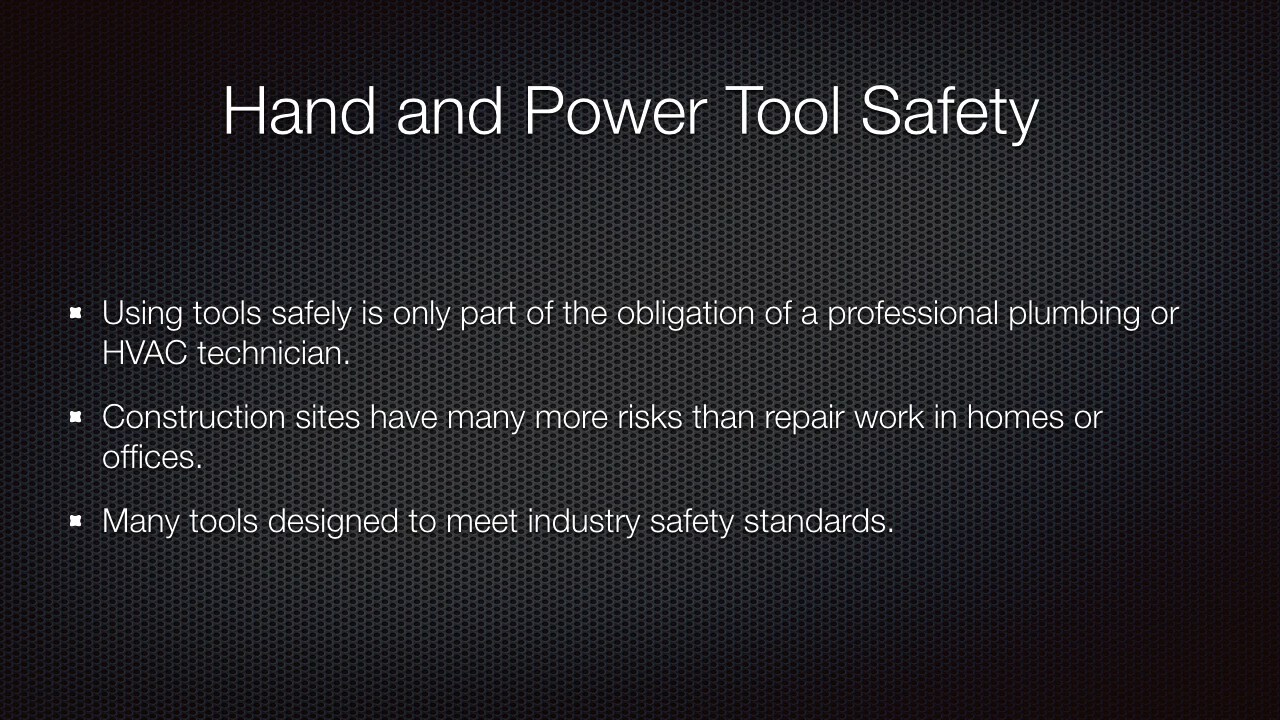 Hand and Power Tool Safety
Using tools safely is only part of the obligation of a professional plumbing or
HVAC technician.
Construction sites have many more risks than repair work in homes or
offices.
Many tools designed to meet industry safety standards.